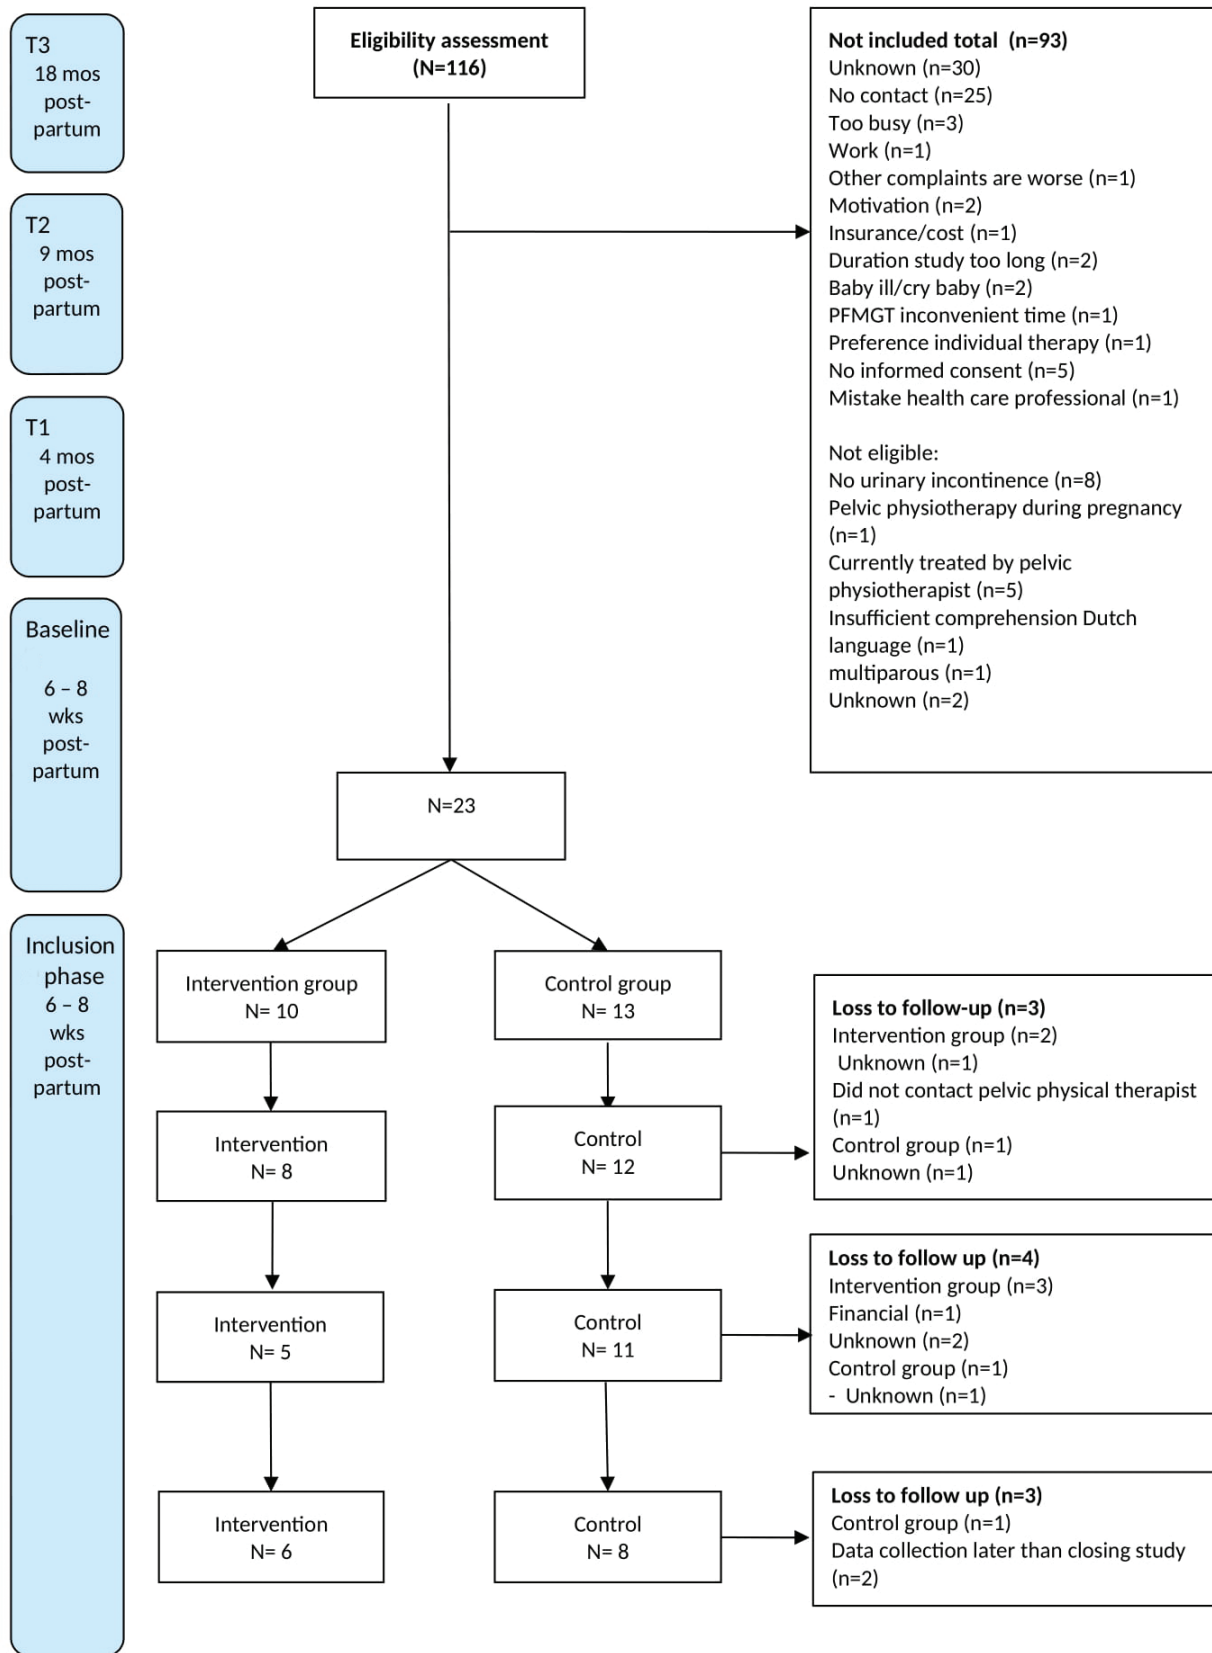 T3
18 mos
post-
partum
T2
9 mos
post-
partum
T1
4 mos
post-
partum
Baseline
6 – 8
wks
post-
partum
Inclusion
phase
6 – 8
wks
post-
partum
Eligibility assessment
(N=116)
Not included total  (n=93)
Unknown (n=30)
No contact (n=25)
Too busy (n=3)
Work (n=1)
Other complaints are worse (n=1)
Motivation (n=2)
Insurance/cost (n=1)
Duration study too long (n=2)
Baby ill/cry baby (n=2)
PFMGT inconvenient time (n=1)
Preference individual therapy (n=1)
No informed consent (n=5)
Mistake health care professional (n=1)
Not eligible:
No urinary incontinence (n=8)
Pelvic physiotherapy during pregnancy
(n=1)
Currently treated by pelvic
physiotherapist (n=5)
Insufficient comprehension Dutch
language (n=1)
multiparous (n=1)
Unknown (n=2)
N=23
Intervention group
N= 10
Control group
N= 13
Intervention
N= 8
Control
N= 12
Loss to follow-up (n=3)
Intervention group (n=2)
Unknown (n=1)
Did not contact pelvic physical therapist
(n=1)
Control group (n=1)
Unknown (n=1)
Intervention
N= 5
Control
N= 11
Loss to follow up (n=4)
Intervention group (n=3)
Financial (n=1)
Unknown (n=2)
Control group (n=1)
- Unknown (n=1)
Intervention
N= 6
Control
N= 8
Loss to follow up (n=3)
Control group (n=1)
Data collection later than closing study
(n=2)